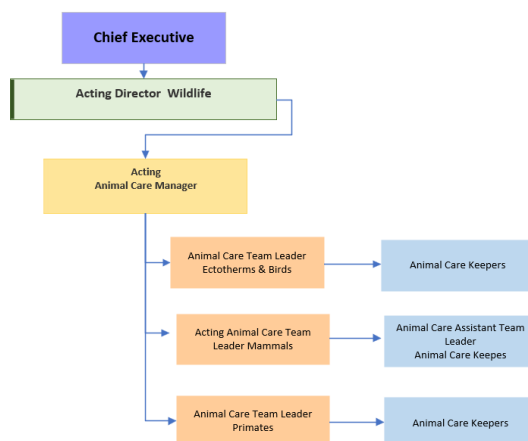 Chief Executive
Acting Director Wildlife
Acting
Animal Care Manager
Animal Care Team Leader
Ectotherms & Birds
Animal Care Keepers
Acting Animal Care Team
Leader Mammals
Animal Care Assistant Team
Leader
Animal Care Keepes
Animal Care Team Leader
Primates
Animal Care Keepers